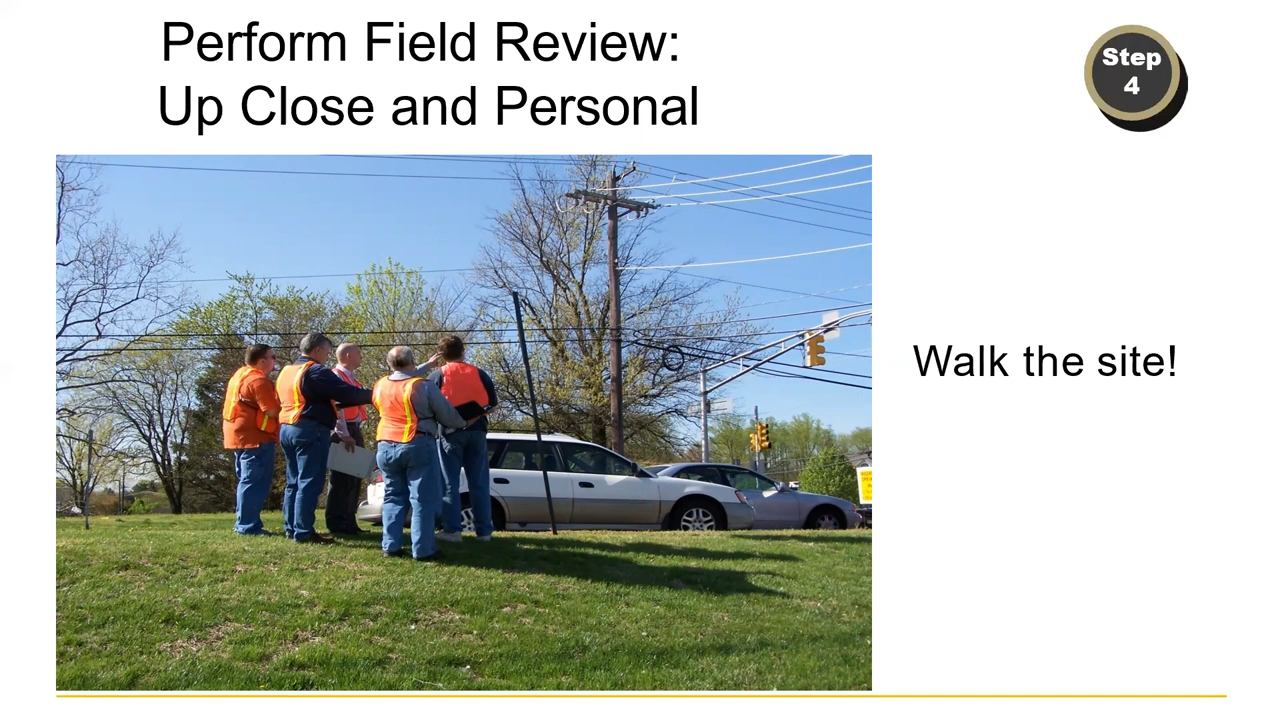 Perform Field Review:
Up Close and Personal
Step
4
Walk the site!